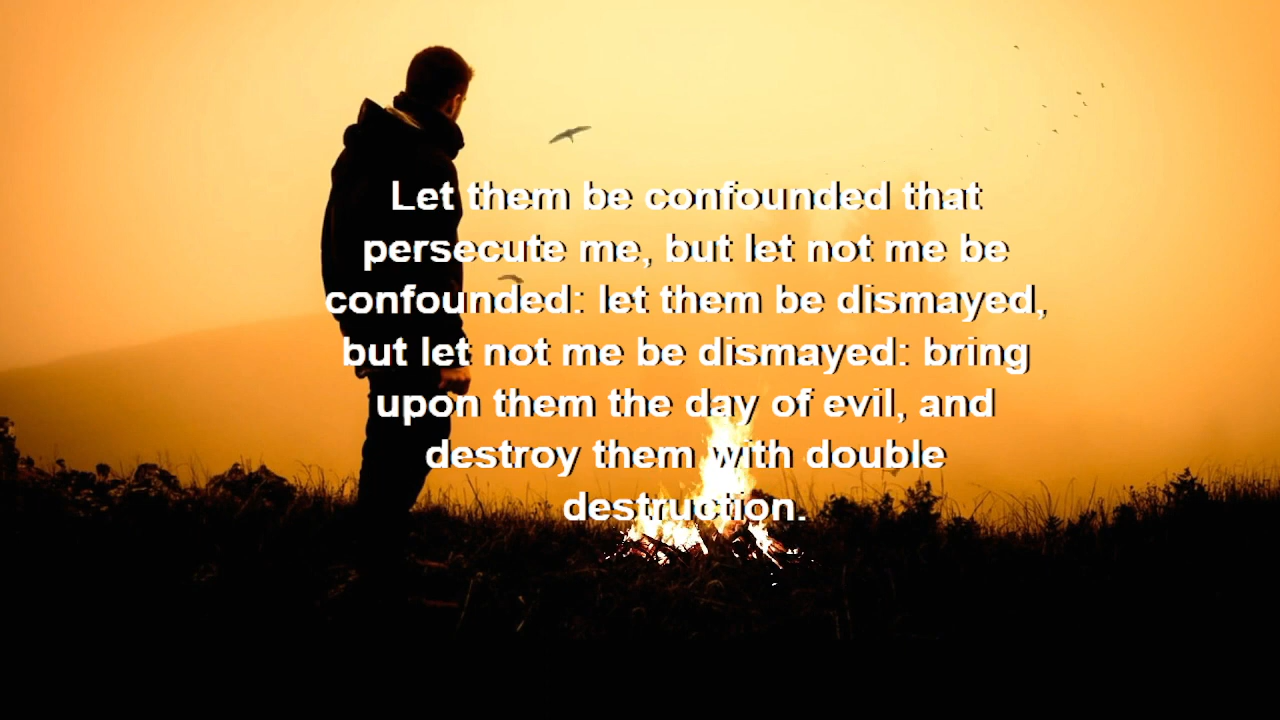 Let them be confounded that
persecute me, but let not me be
confounded: let them be dismayed,
but let not me be dismayed: bring
upon them the day of evil, and
destroy them with double
destruction.